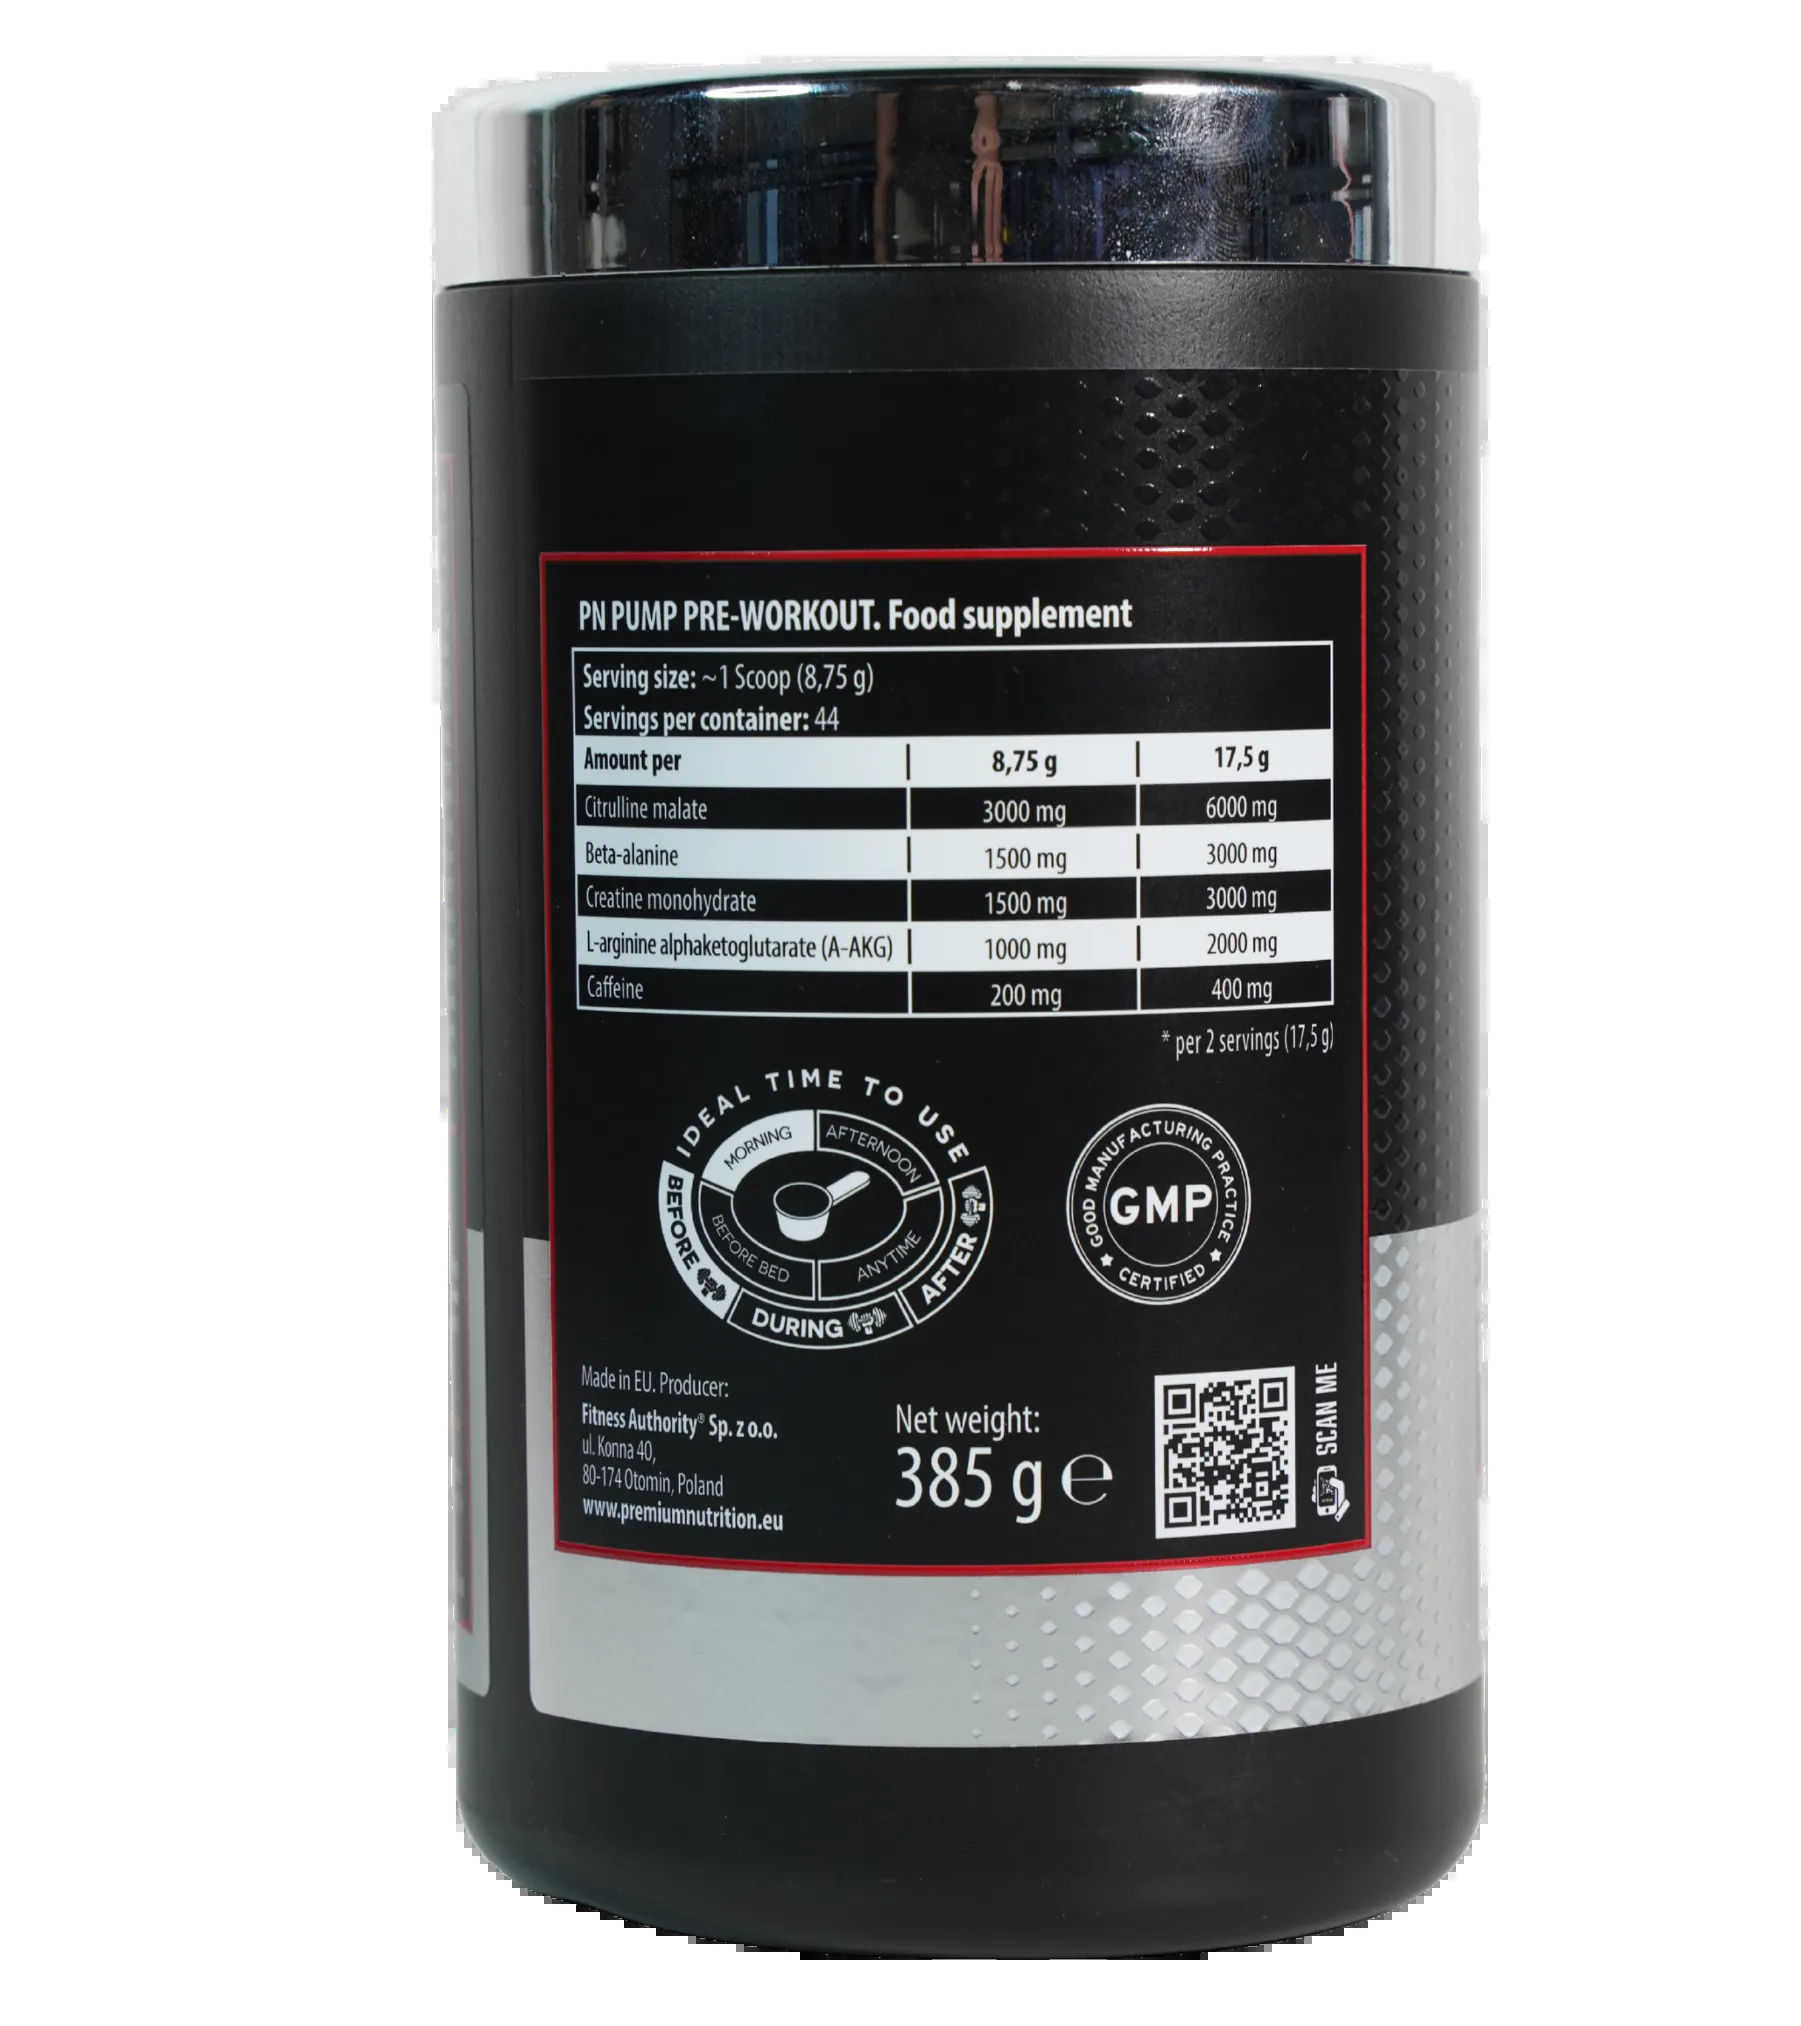 PN PUMP PRE-WORKOUT. Food supplement
Serving size: ~1 Scoop (8,75 g)
Servings per container: 44
Amount per 8,75 g 17,5 g
Citrulline malate 3000 mg 6000 mg
Beta-alanine 1500 mg 3000 mg
Creatine monohydrate 1500 mg 3000 mg
L-arginine alphaketoglutarate (A-AKG) 1000 mg 2000 mg
Caffeine 200 mg 400 mg
* per 2 servings (17,5 g)
IDEAL TIME TO USE
MORNING
AFTERNOON
BEFORE BED
ANYTIME
BEFORE
DURING
AFTER
GOOD MANUFACTURING PRACTICE
GMP
CERTIFIED
Made in EU. Producer:
Fitness Authority® Sp. z o.o.
ul. Konna 40,
80-174 Otomin, Poland
www.premiumnutrition.eu
Net weight:
385 g ℮
SCAN ME